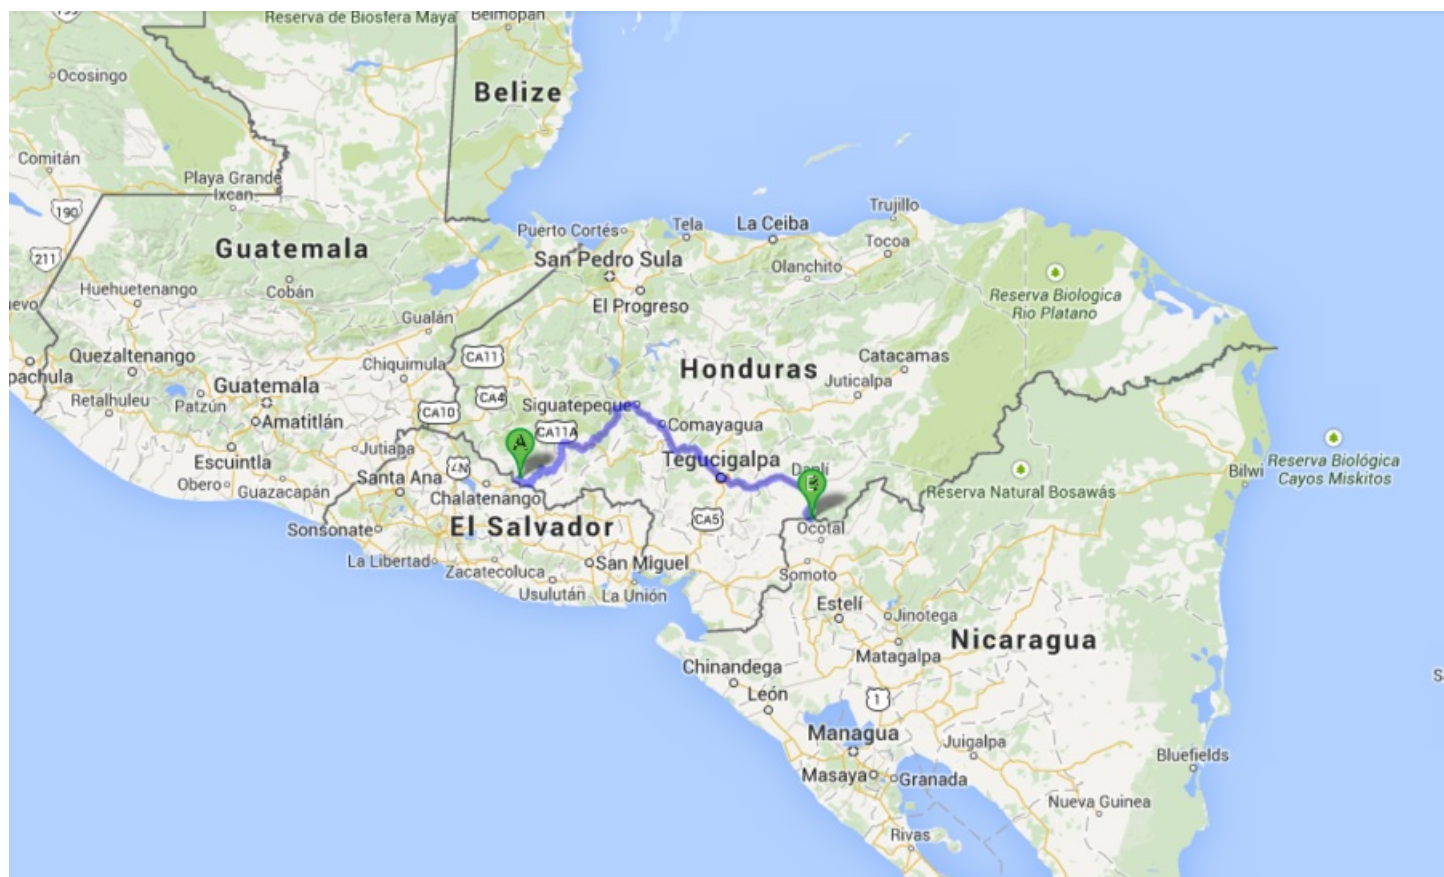 Reserva de Biosfera Maya
Belmopan
Ocosingo
Belize
Comitán
Playa Grande
Ixcan
190
Trujillo
Puerto Cortés
Tela
La Ceiba
Tocoa
211
Guatemala
San Pedro Sula
Olanchito
Huehuetenango
Cobán
El Progreso
Reserva Biologica
Rio Platano
Gualán
Quezaltenango
Chiquimula
CA11
Honduras
Catacamas
Juticalpa
Guatemala
Retalhuleu
Patzún
CA4
Siguatepeque
CA10
Amatitlán
CA11A
Comayagua
Jutiapa
A
Escuintla
Tegucigalpa
Danlí
Reserva Biológica
Cayos Miskitos
Bilwi
Obero
Guazacapán
Santa Ana
Chalatenango
Reserva Natural Bosawás
Sonsonate
El Salvador
CA5
Ocotal
La Libertad
Zacatecoluca
San Miguel
Somoto
Usulután
La Unión
Estelí
Jinotega
Nicaragua
Matagalpa
Chinandega
León
1
Managua
Juigalpa
Bluefields
Masaya
Granada
Nueva Guinea
Rivas